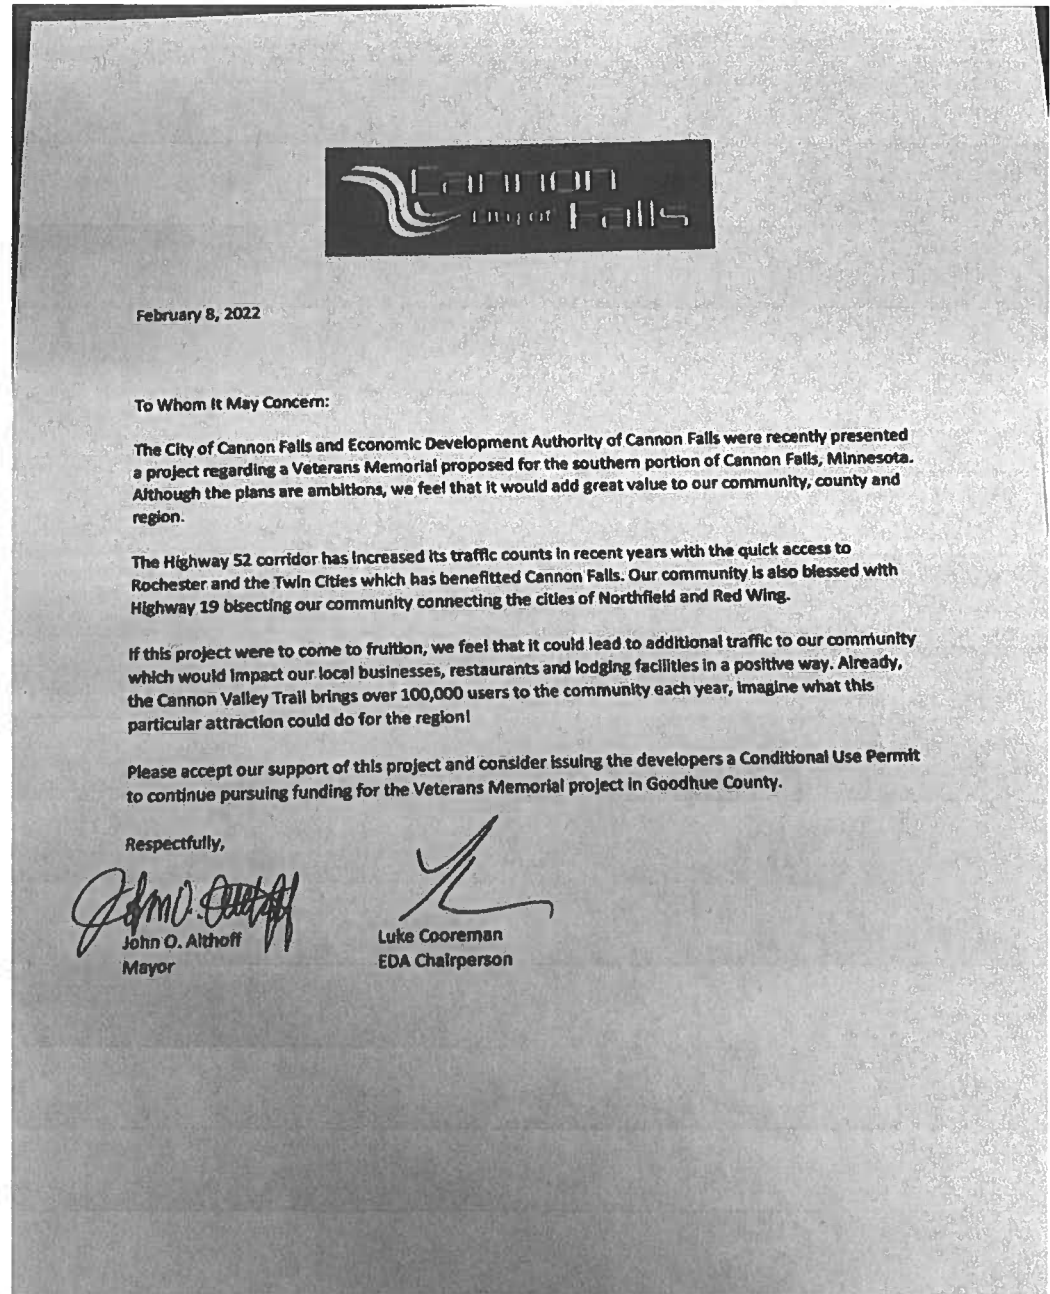 Cannon
City of Falls
February 8, 2022
To Whom It May Concern:
The City of Cannon Falls and Economic Development Authority of Cannon Falls were recently presented
a project regarding a Veterans Memorial proposed for the southern portion of Cannon Falls, Minnesota.
Although the plans are ambitions, we feel that it would add great value to our community, county and
region.
The Highway 52 corridor has increased its traffic counts in recent years with the quick access to
Rochester and the Twin Cities which has benefitted Cannon Falls. Our community is also blessed with
Highway 19 bisecting our community connecting the cities of Northfield and Red Wing.
If this project were to come to fruition, we feel that it could lead to additional traffic to our community
which would impact our local businesses, restaurants and lodging facilities in a positive way. Already,
the Cannon Valley Trail brings over 100,000 users to the community each year, imagine what this
particular attraction could do for the region!
Please accept our support of this project and consider issuing the developers a Conditional Use Permit
to continue pursuing funding for the Veterans Memorial project in Goodhue County.
Respectfully,
John O. Althoff
John O. Althoff
Mayor
Luke Cooreman
EDA Chairperson